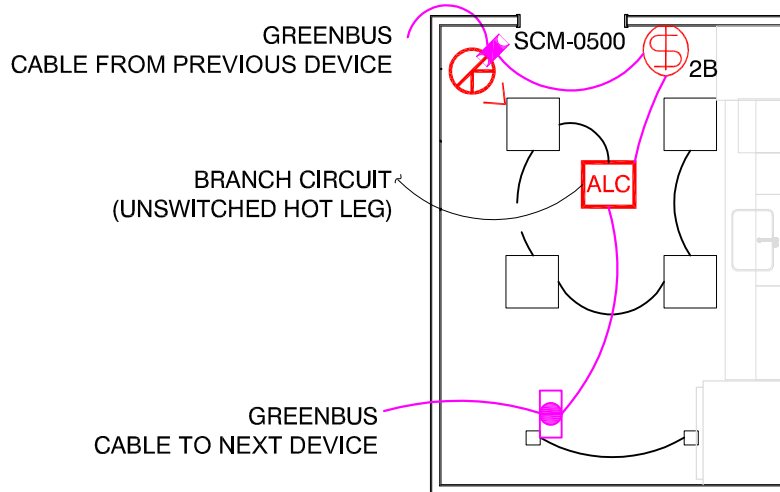 GREENBUS
CABLE FROM PREVIOUS DEVICE
SCM-0500
2B
BRANCH CIRCUIT
(UNSWITCHED HOT LEG)
ALC
GREENBUS
CABLE TO NEXT DEVICE